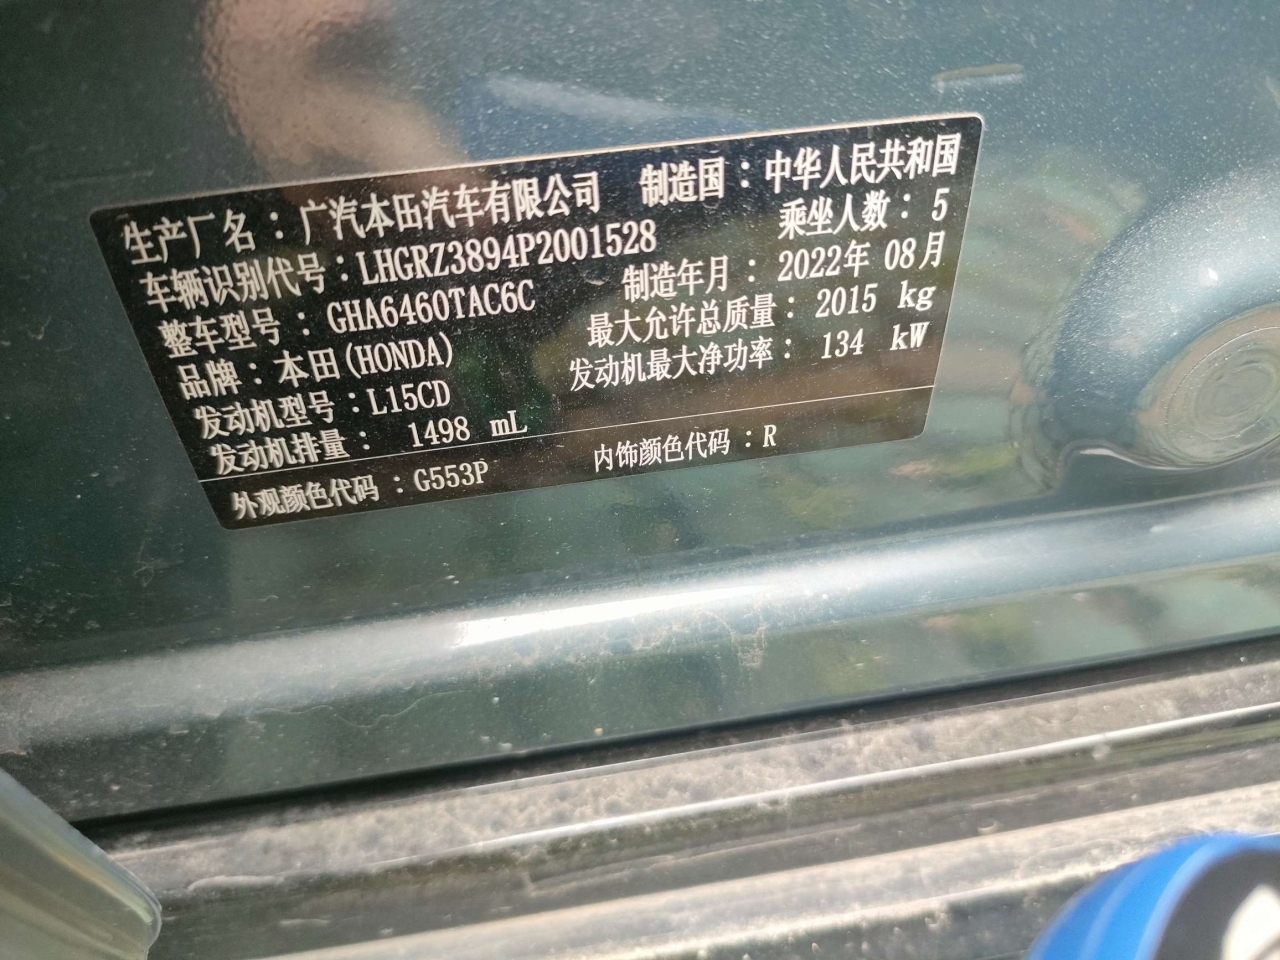 生产厂名：广汽本田汽车有限公司 制造国：中华人民共和国
车辆识别代号：LHGRZ3894P2001528 乘坐人数：5
整车型号：GHA6460TAC6C 制造年月：2022年 08月
品牌：本田(HONDA) 最大允许总质量：2015 kg
发动机型号：L15CD 发动机最大净功率：134 kW
发动机排量：1498 mL
外观颜色代码：G553P 内饰颜色代码：R